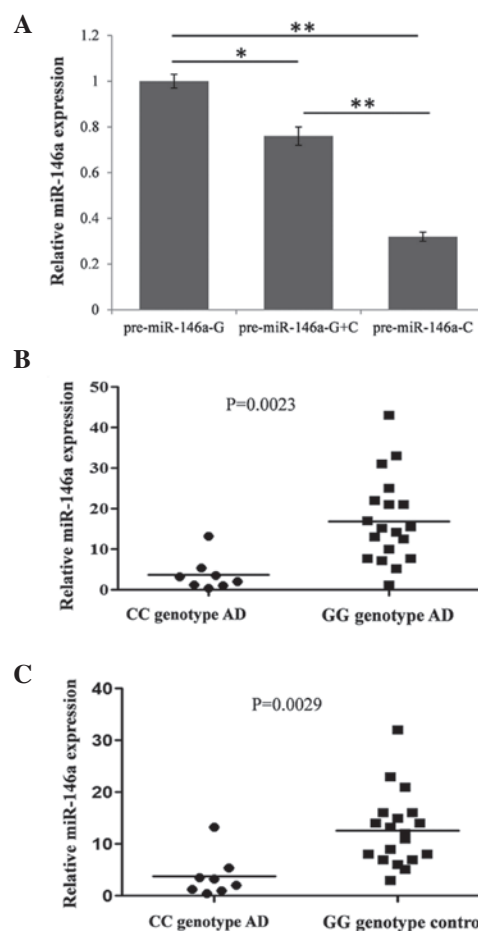 A
**
*
**
Relative miR-146a expression
1.2
1
0.8
0.6
0.4
0.2
0
pre-miR-146a-G pre-miR-146a-G+C pre-miR-146a-C
B
P=0.0023
Relative miR-146a expression
50
40
30
20
10
0
CC genotype AD GG genotype AD
C
P=0.0029
Relative miR-146a expression
40
30
20
10
0
CC genotype AD GG genotype control